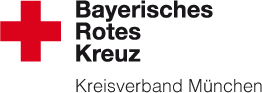 Bayerisches
Rotes
Kreuz
Kreisverband München